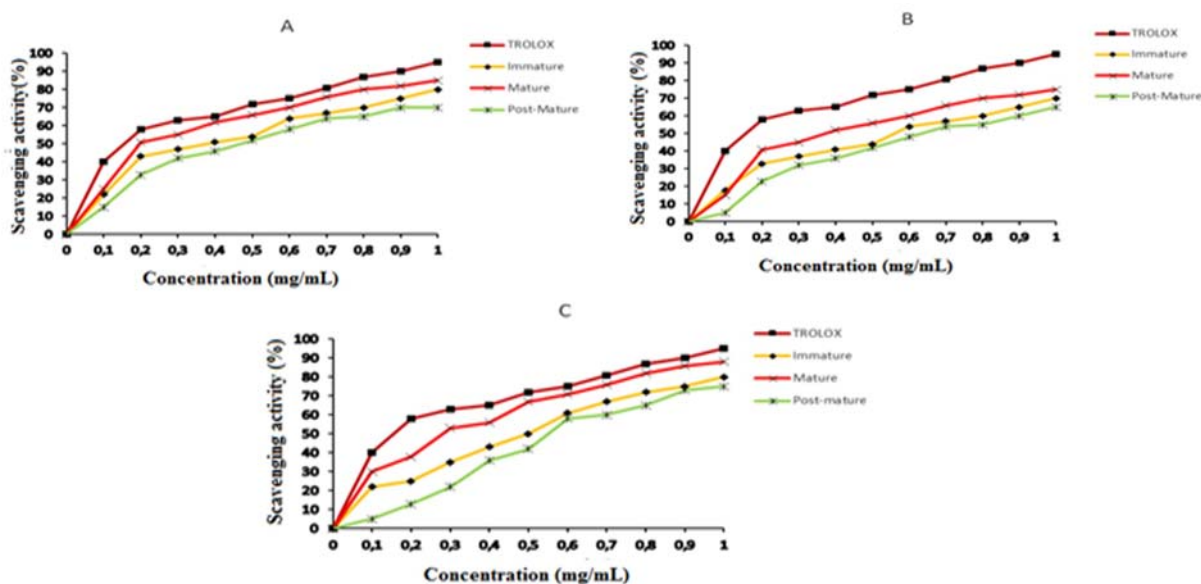 A
Scavenging activity(%)
100
90
80
70
60
50
40
30
20
10
0
0 0,1 0,2 0,3 0,4 0,5 0,6 0,7 0,8 0,9 1
Concentration (mg/mL)
TROLOX
Immature
Mature
Post-Mature
B
Scavenging activity (%)
100
90
80
70
60
50
40
30
20
10
0
0 0,1 0,2 0,3 0,4 0,5 0,6 0,7 0,8 0,9 1
Concentration (mg/mL)
TROLOX
Immature
Mature
Post-Mature
C
Scavenging activity (%)
100
90
80
70
60
50
40
30
20
10
0
0 0,1 0,2 0,3 0,4 0,5 0,6 0,7 0,8 0,9 1
Concentration (mg/mL)
TROLOX
Immature
Mature
Post-mature